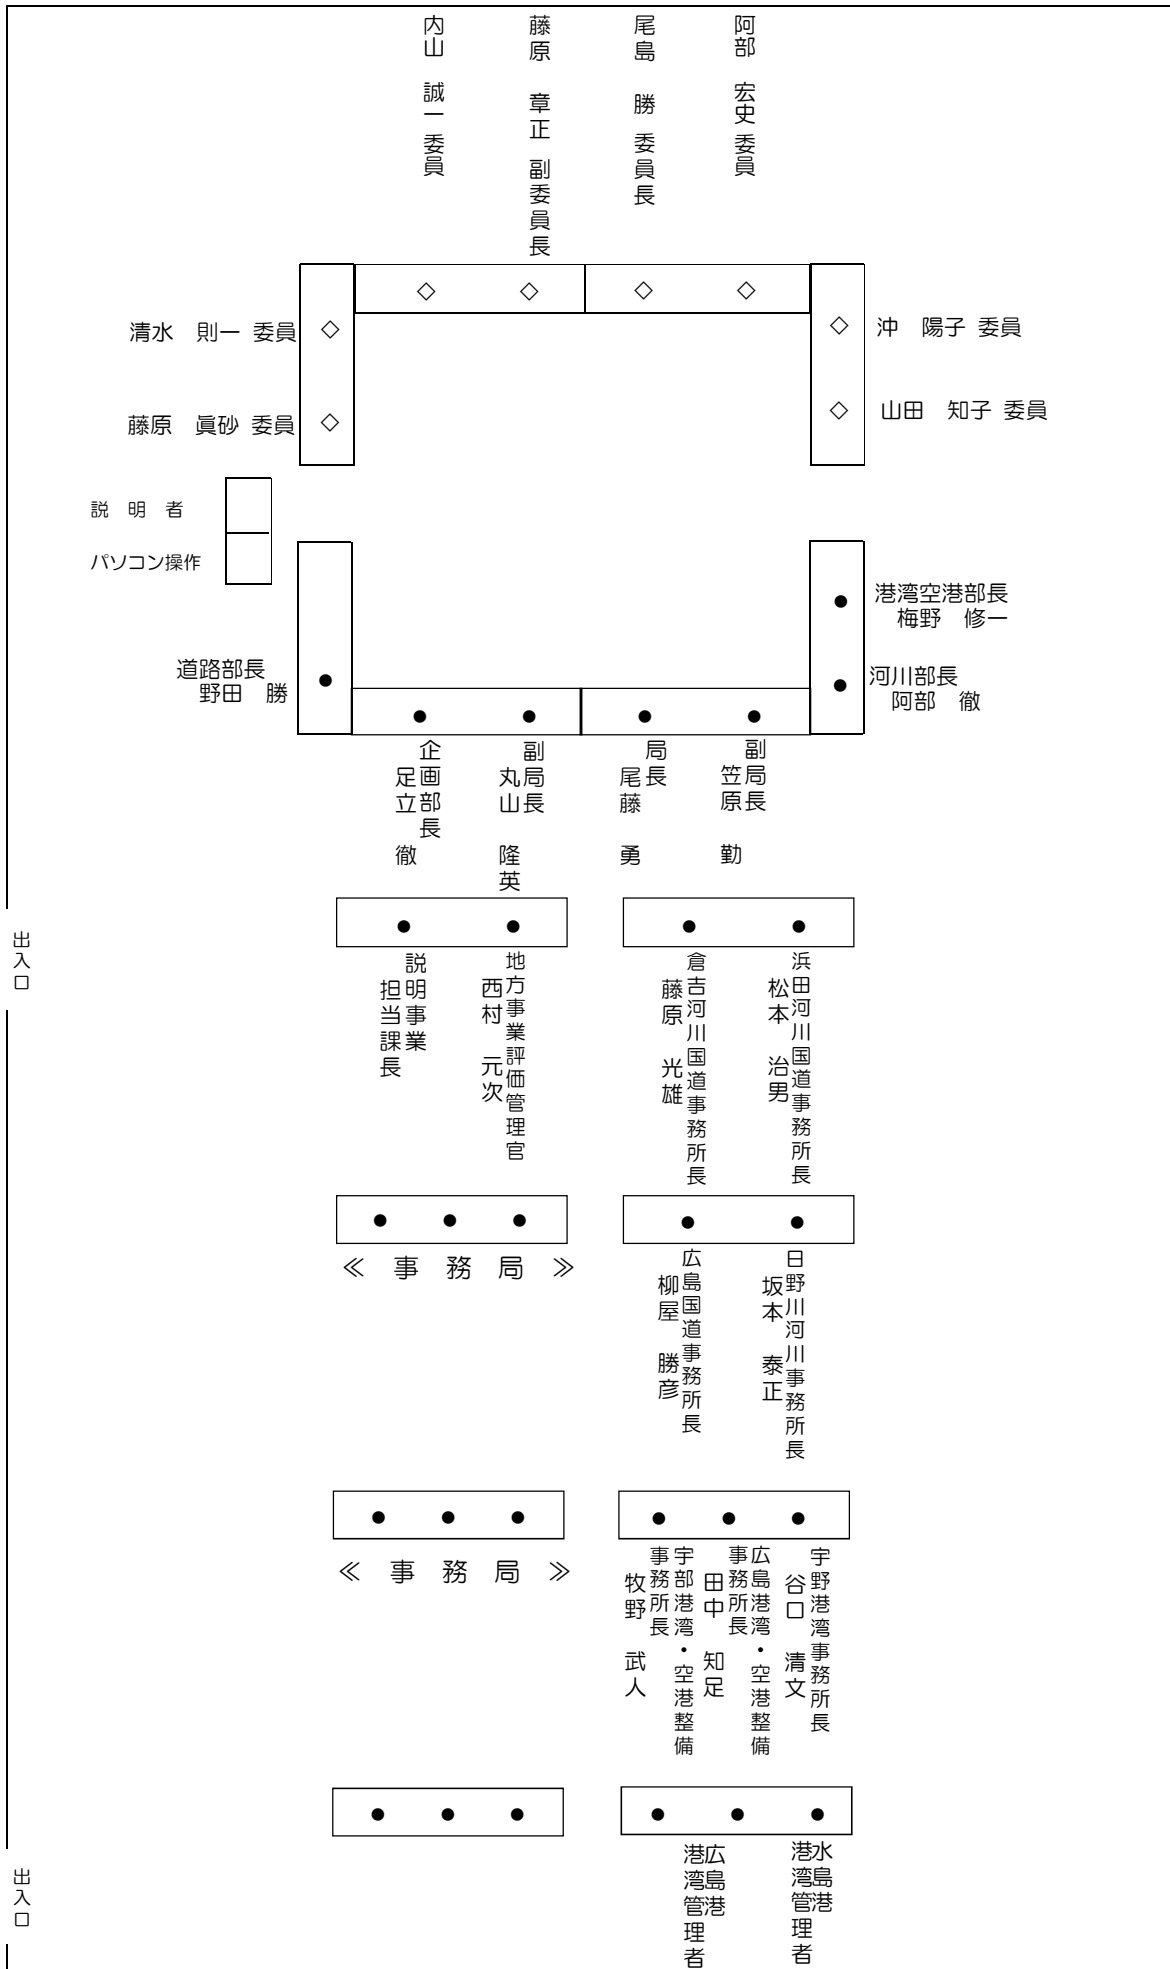 内山　誠一 委員
藤原　章正 副委員長
尾島　勝 委員長
阿部　宏史 委員
清水　則一 委員
藤原　眞砂 委員
沖　陽子 委員
山田　知子 委員
説　明　者
パソコン操作
道路部長
野田　勝
港湾空港部長
梅野　修一
河川部長
阿部　徹
企画部長
足立　徹
副局長
丸山　隆英
局長
尾藤　勇
副局長
笠原　勤
出入口
説明事業
担当課長
地方事業評価管理官
西村　元次
倉吉河川国道事務所長
藤原　光雄
浜田河川国道事務所長
松本　治男
≪　事　務　局　≫
広島国道事務所長
柳屋　勝彦
日野川河川事務所長
坂本　泰正
≪　事　務　局　≫
宇部港湾・空港整備
事務所長
牧野　武人
広島港湾・空港整備
事務所長
田中　知足
宇野港湾事務所長
谷口　清文
出入口
広島港
港湾管理者
水島港
港湾管理者